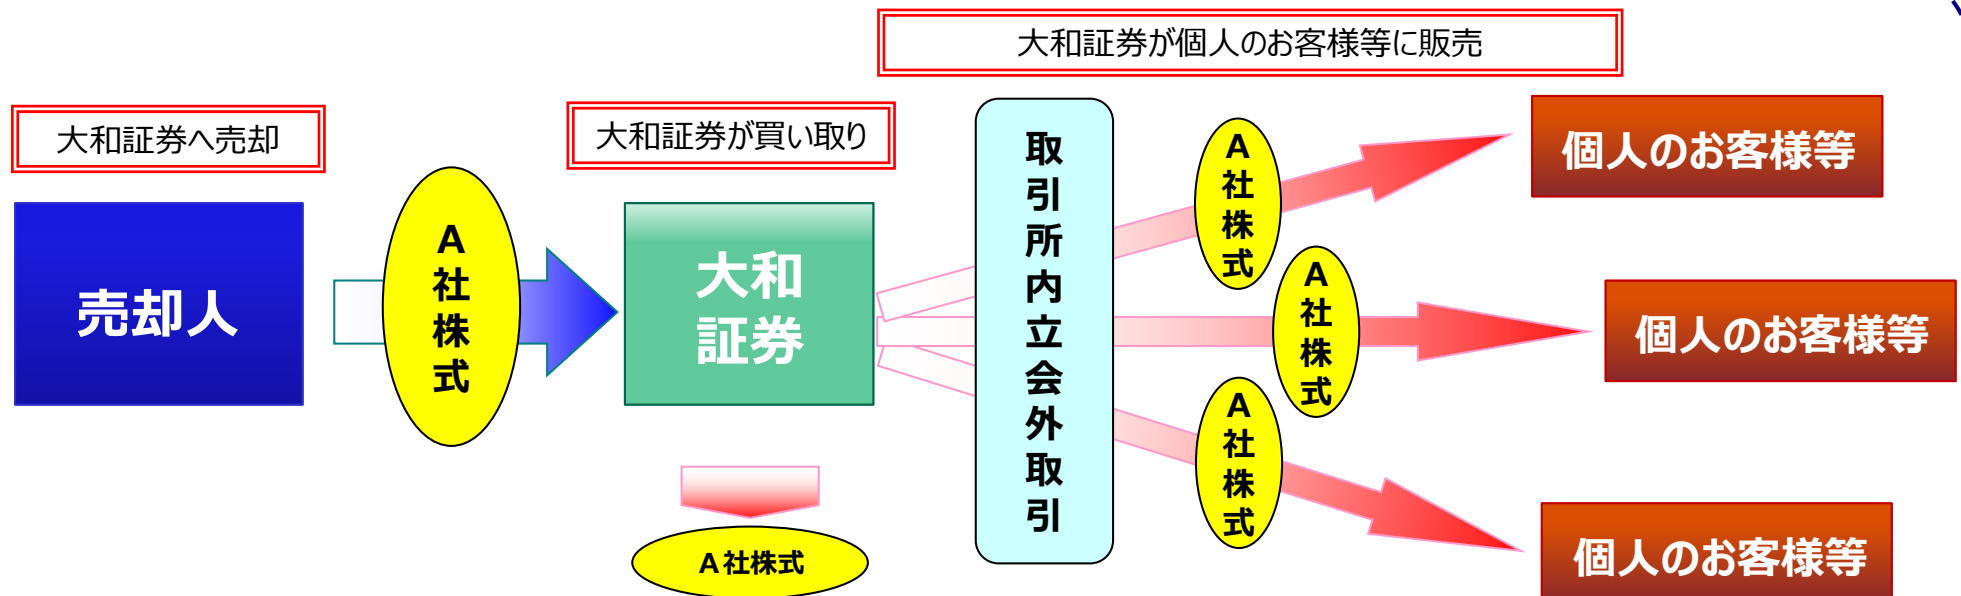 大和証券が個人のお客様等に販売
大和証券へ売却
大和証券が買い取り
売却人
A社株式
大和
証券
取引所内立会外取引
A社株式
個人のお客様等
A社株式
個人のお客様等
A社株式
個人のお客様等
A社株式